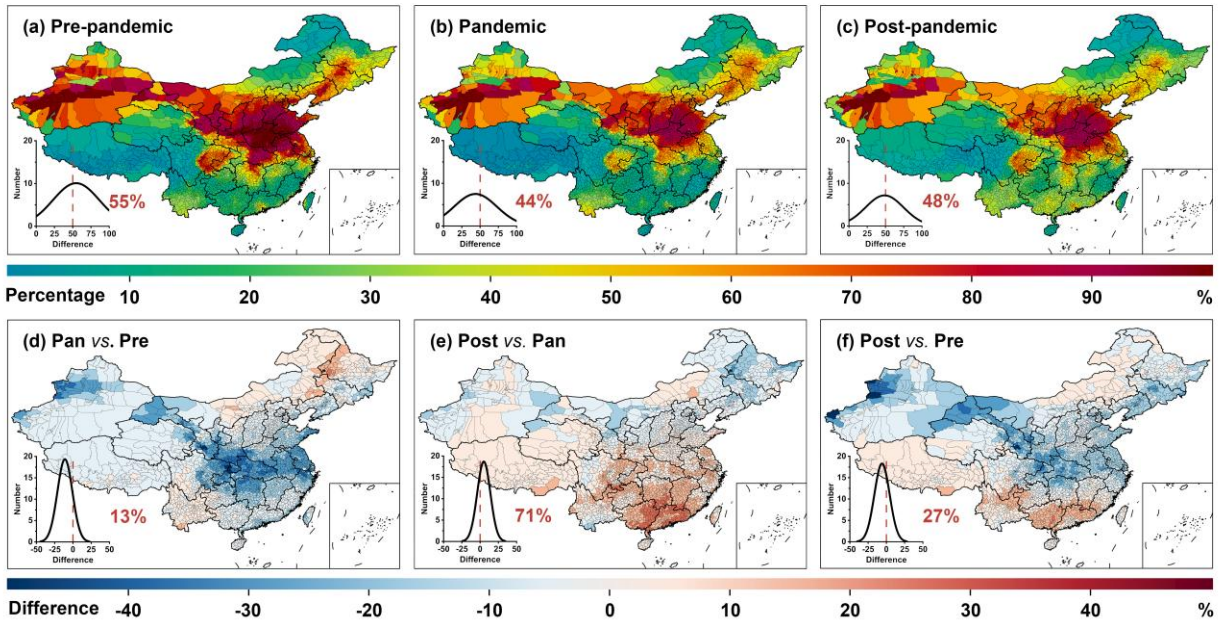 (a) Pre-pandemic
(b) Pandemic
(c) Post-pandemic
20
10
0
Number
0 25 50 75 100
Difference
55%
20
10
0
Number
0 25 50 75 100
Difference
44%
20
10
0
Number
0 25 50 75 100
Difference
48%
Percentage 10 20 30 40 50 60 70 80 90 %
(d) Pan vs. Pre
(e) Post vs. Pan
(f) Post vs. Pre
20
15
10
5
0
Number
-50 -25 0 25 50
Difference
13%
20
15
10
5
0
Number
-50 -25 0 25 50
Difference
71%
20
15
10
5
0
Number
-50 -25 0 25 50
Difference
27%
Difference -40 -30 -20 -10 0 10 20 30 40 %